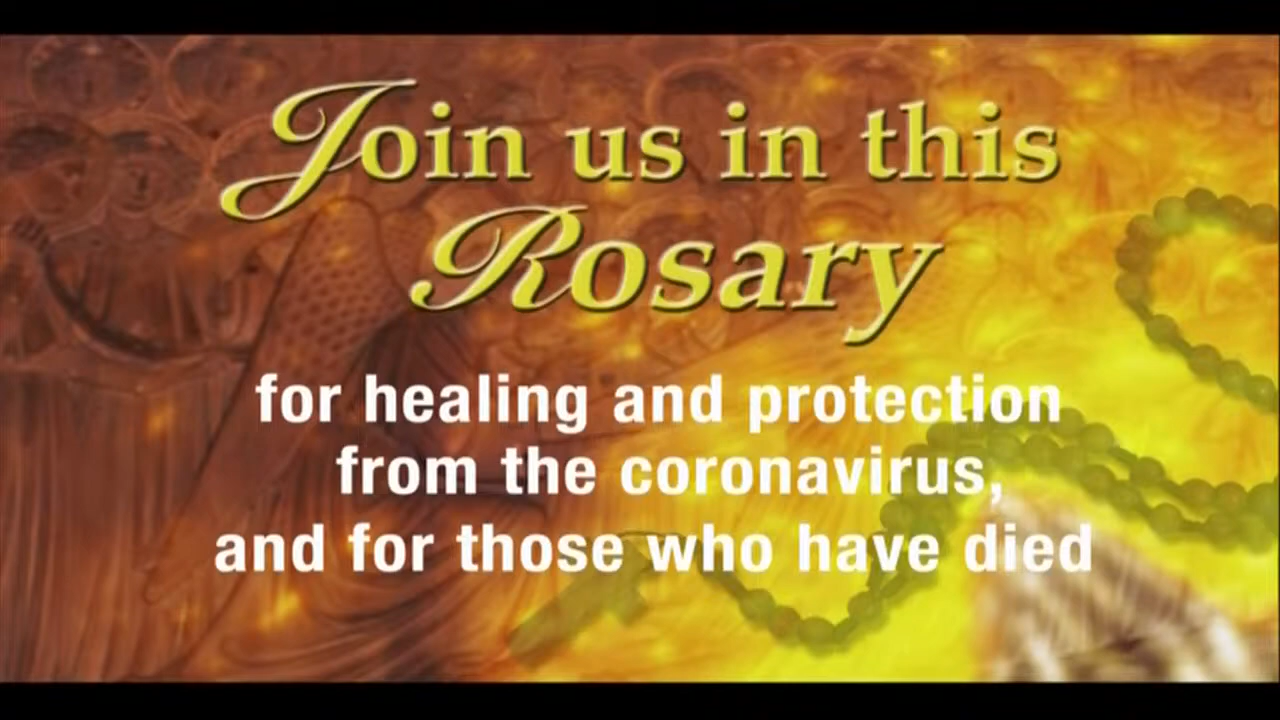 Join us in this
Rosary
for healing and protection
from the coronavirus,
and for those who have died